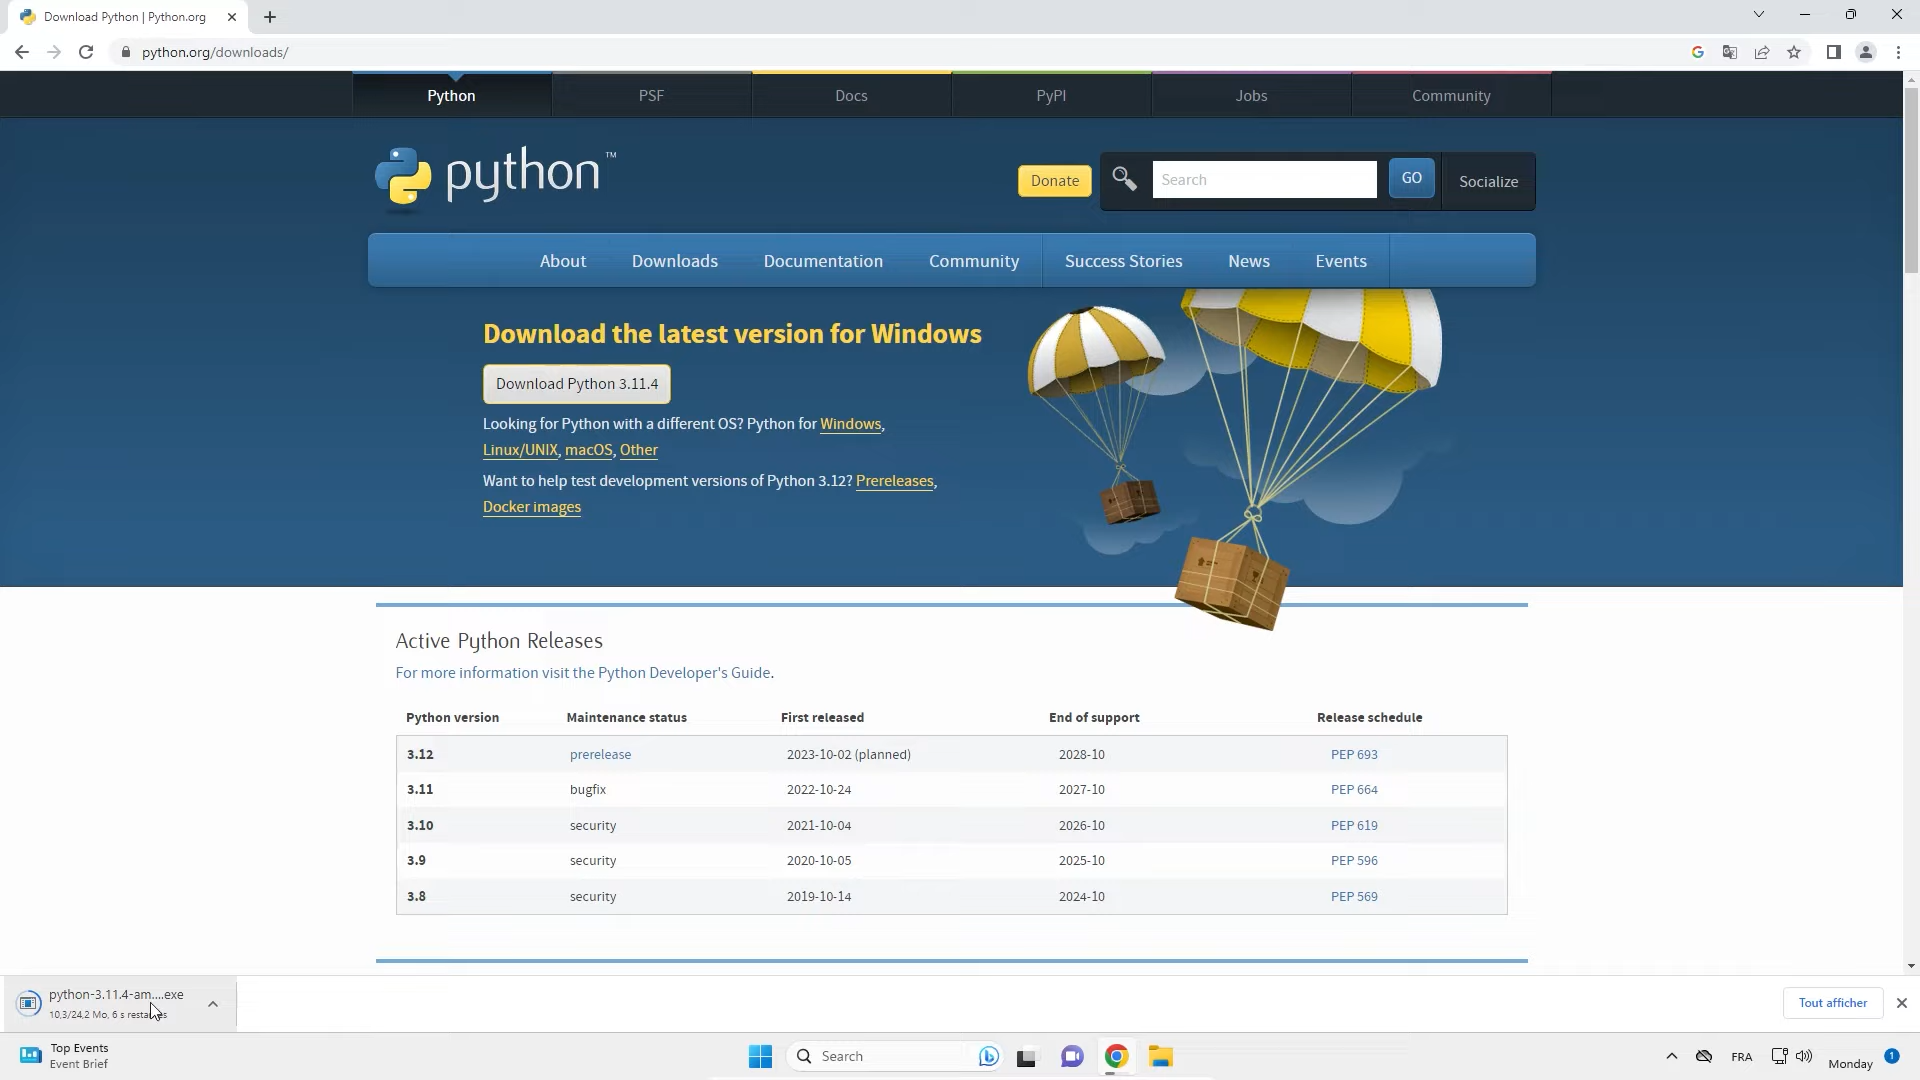 Download Python | Python.org
python.org/downloads/
Python
PSF
Docs
PyPI
Jobs
Community
python™
Donate
Search
GO
Socialize
About
Downloads
Documentation
Community
Success Stories
News
Events
Download the latest version for Windows
Download Python 3.11.4
Looking for Python with a different OS? Python for Windows,
Linux/UNIX, macOS, Other
Want to help test development versions of Python 3.12? Prereleases,
Docker images
Active Python Releases
For more information visit the Python Developer's Guide.
Python version Maintenance status First released End of support Release schedule
3.12 prerelease 2023-10-02 (planned) 2028-10 PEP 693
3.11 bugfix 2022-10-24 2027-10 PEP 664
3.10 security 2021-10-04 2026-10 PEP 619
3.9 security 2020-10-05 2025-10 PEP 596
3.8 security 2019-10-14 2024-10 PEP 569
python-3.11.4-am....exe
10,3/24,2 Mo, 6 s
Tout afficher
Top Events
Event Brief
Search
FRA
Monday
1